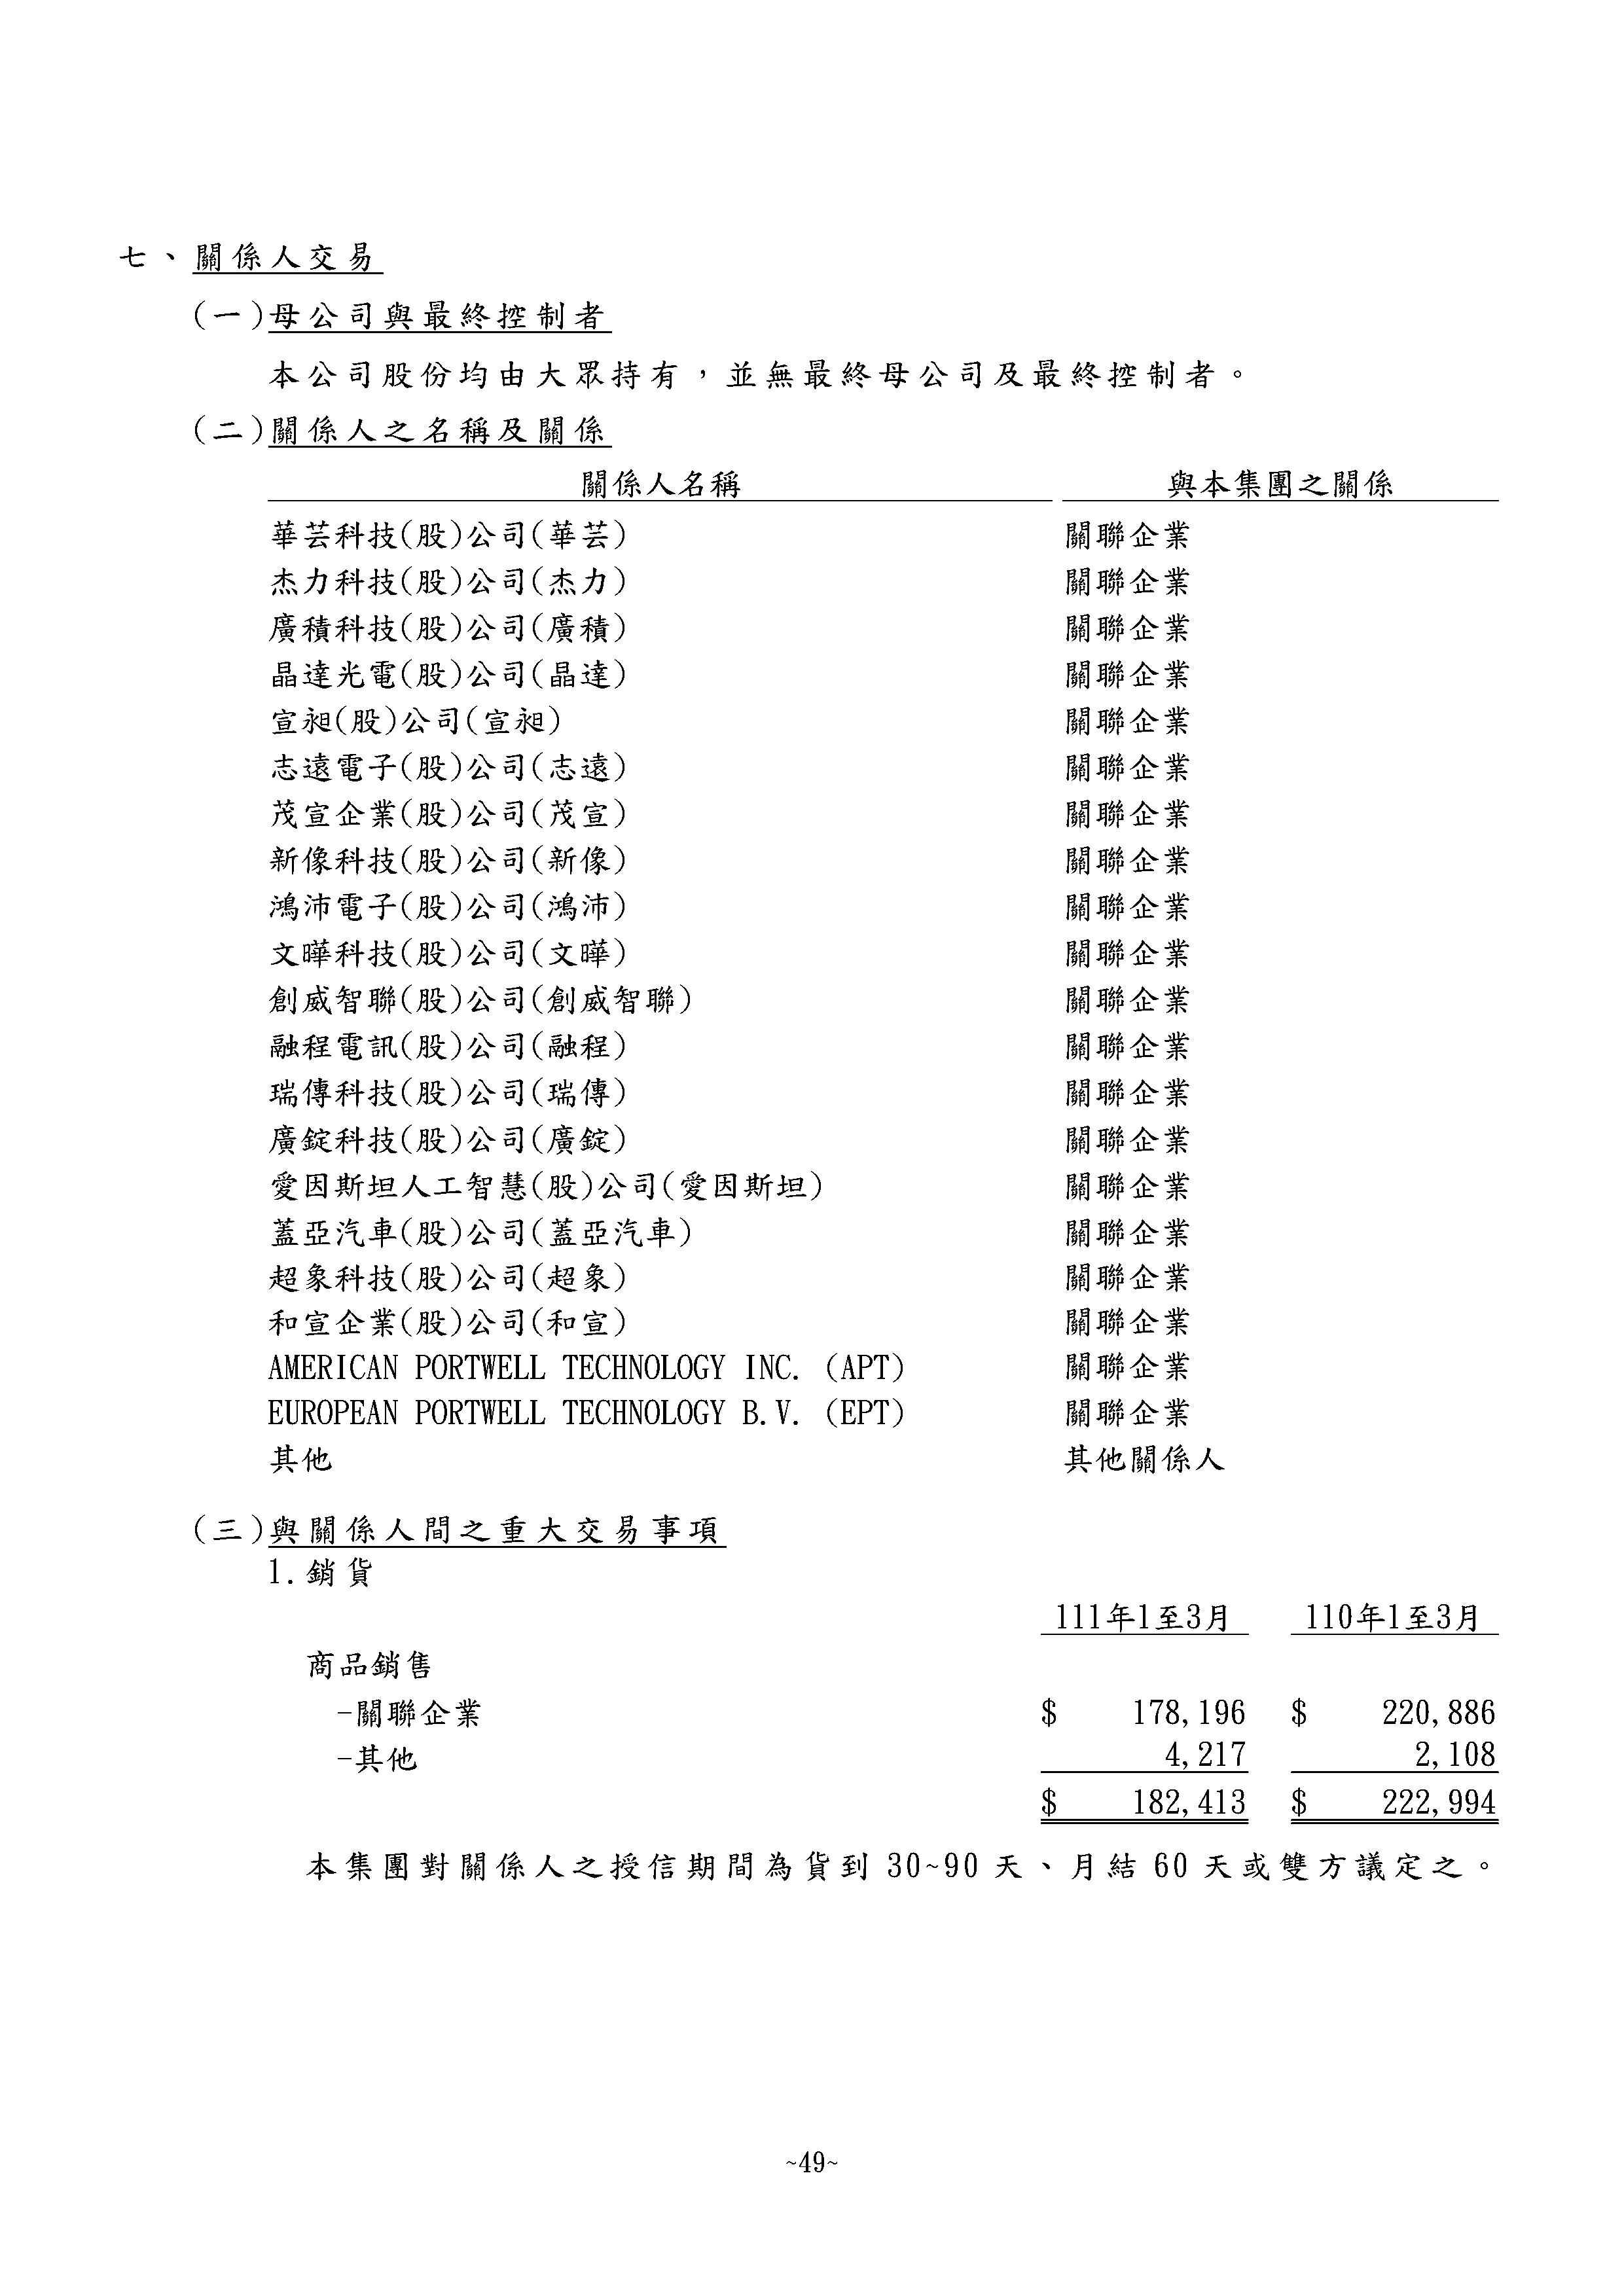 七、關係人交易
(一)母公司與最終控制者
本公司股份均由大眾持有，並無最終母公司及最終控制者。
(二)關係人之名稱及關係
關係人名稱 與本集團之關係
華芸科技(股)公司(華芸) 關聯企業
杰力科技(股)公司(杰力) 關聯企業
廣積科技(股)公司(廣積) 關聯企業
晶達光電(股)公司(晶達) 關聯企業
宣昶(股)公司(宣昶) 關聯企業
志遠電子(股)公司(志遠) 關聯企業
茂宣企業(股)公司(茂宣) 關聯企業
新像科技(股)公司(新像) 關聯企業
鴻沛電子(股)公司(鴻沛) 關聯企業
文曄科技(股)公司(文曄) 關聯企業
創威智聯(股)公司(創威智聯) 關聯企業
融程電訊(股)公司(融程) 關聯企業
瑞傳科技(股)公司(瑞傳) 關聯企業
廣錠科技(股)公司(廣錠) 關聯企業
愛因斯坦人工智慧(股)公司(愛因斯坦) 關聯企業
蓋亞汽車(股)公司(蓋亞汽車) 關聯企業
超象科技(股)公司(超象) 關聯企業
和宣企業(股)公司(和宣) 關聯企業
AMERICAN PORTWELL TECHNOLOGY INC. (APT) 關聯企業
EUROPEAN PORTWELL TECHNOLOGY B.V. (EPT) 關聯企業
其他 其他關係人
(三)與關係人間之重大交易事項
1.銷貨
111年1至3月 110年1至3月
商品銷售
-關聯企業 $ 178,196 $ 220,886
-其他 4,217 2,108
$ 182,413 $ 222,994
本集團對關係人之授信期間為貨到 30~90 天、月結 60 天或雙方議定之。
~49~